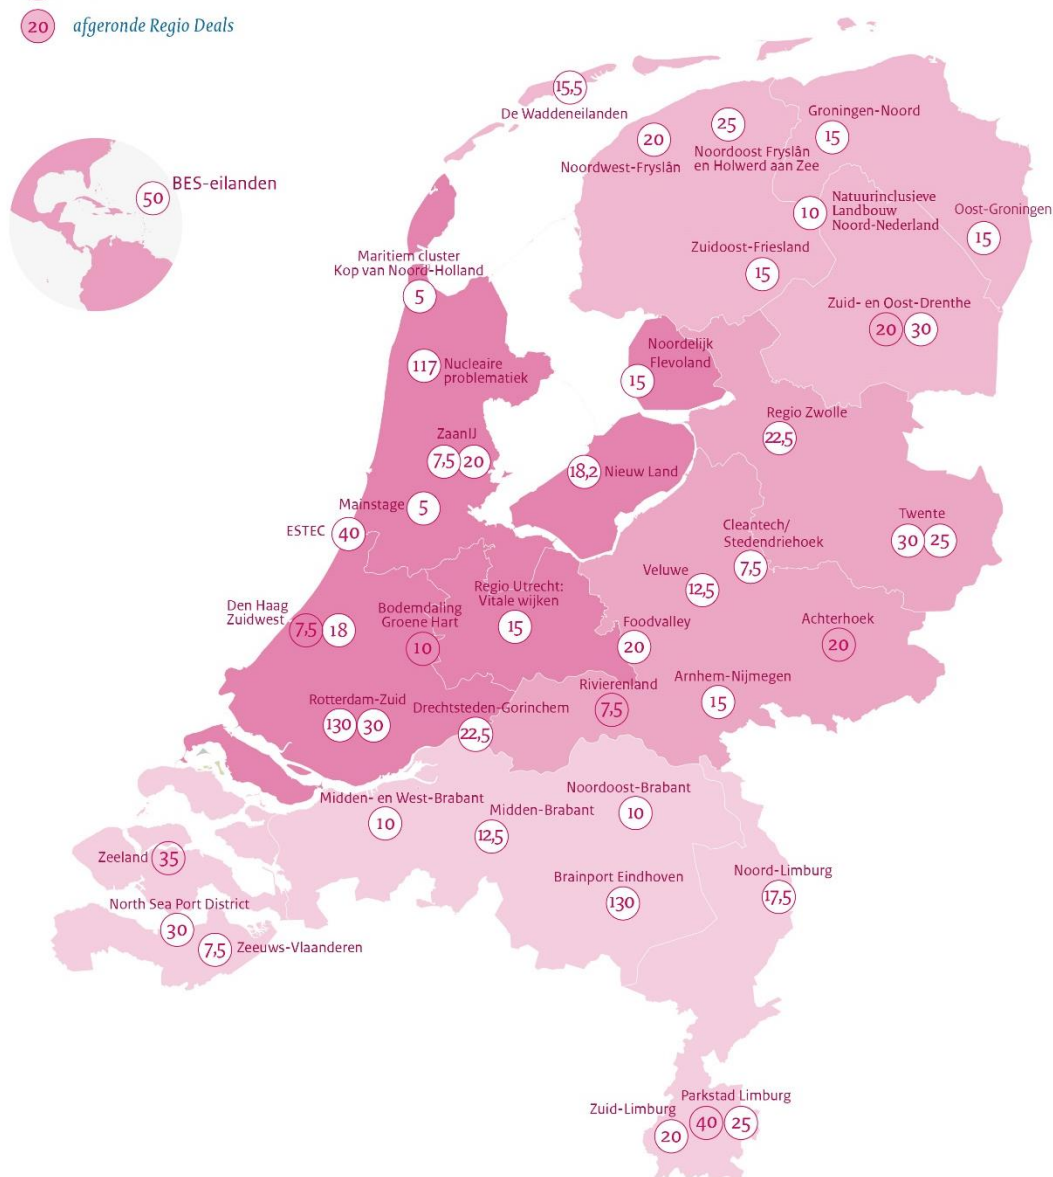 20 afgeronde Regio Deals
15,5
De Waddeneilanden
20
Noordwest-Fryslân
25
Noordoost Fryslân
en Holwerd aan Zee
Groningen-Noord
15
BES-eilanden
50
10
Natuurinclusieve
Landbouw
Noord-Nederland
Oost-Groningen
15
Zuidoost-Friesland
15
Maritiem cluster
Kop van Noord-Holland
5
Zuid- en Oost-Drenthe
20 30
117
Nucleaire
problematiek
Noordelijk
Flevoland
15
Regio Zwolle
22,5
ZaanIJ
7,5 20
18,2 Nieuw Land
Mainstage 5
ESTEC 40
Cleantech/
Stedendriehoek
7,5
Twente
30 25
Veluwe
12,5
Regio Utrecht:
Vitale wijken
15
Den Haag
Zuidwest
7,5 18
Bodemdaling
Groene Hart
10
Foodvalley
20
Achterhoek
20
Rivierenland
7,5
Arnhem-Nijmegen
15
Rotterdam-Zuid
130 30
Drechtsteden-Gorinchem
22,5
Midden- en West-Brabant
10
Midden-Brabant
12,5
Noordoost-Brabant
10
Zeeland 35
North Sea Port District
30
7,5 Zeeuws-Vlaanderen
Brainport Eindhoven
130
Noord-Limburg
17,5
Zuid-Limburg
20
Parkstad Limburg
40 25